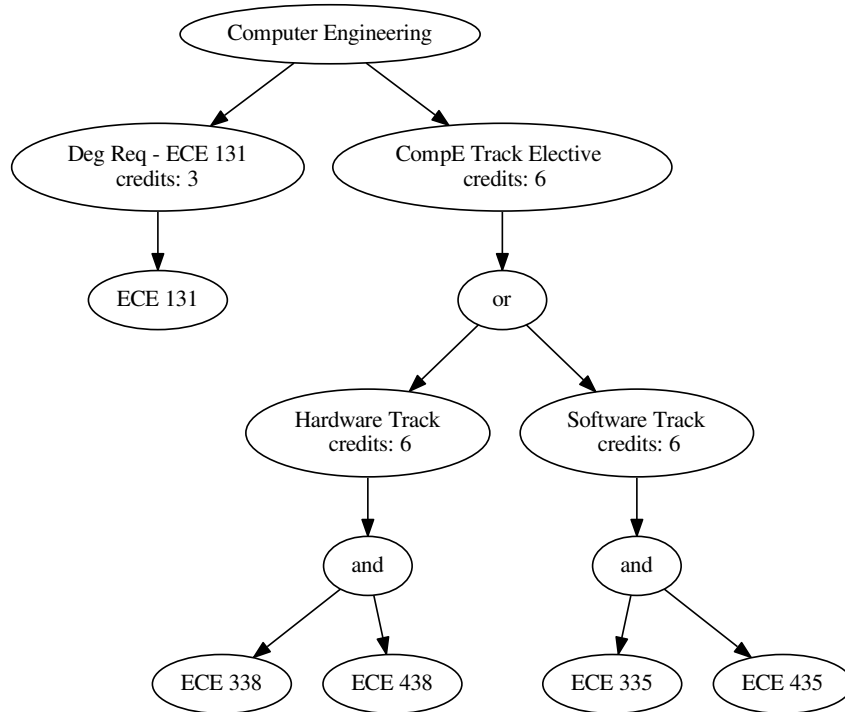 Computer Engineering
Deg Req - ECE 131
credits: 3
CompE Track Elective
credits: 6
ECE 131
or
Hardware Track
credits: 6
Software Track
credits: 6
and
and
ECE 338
ECE 438
ECE 335
ECE 435